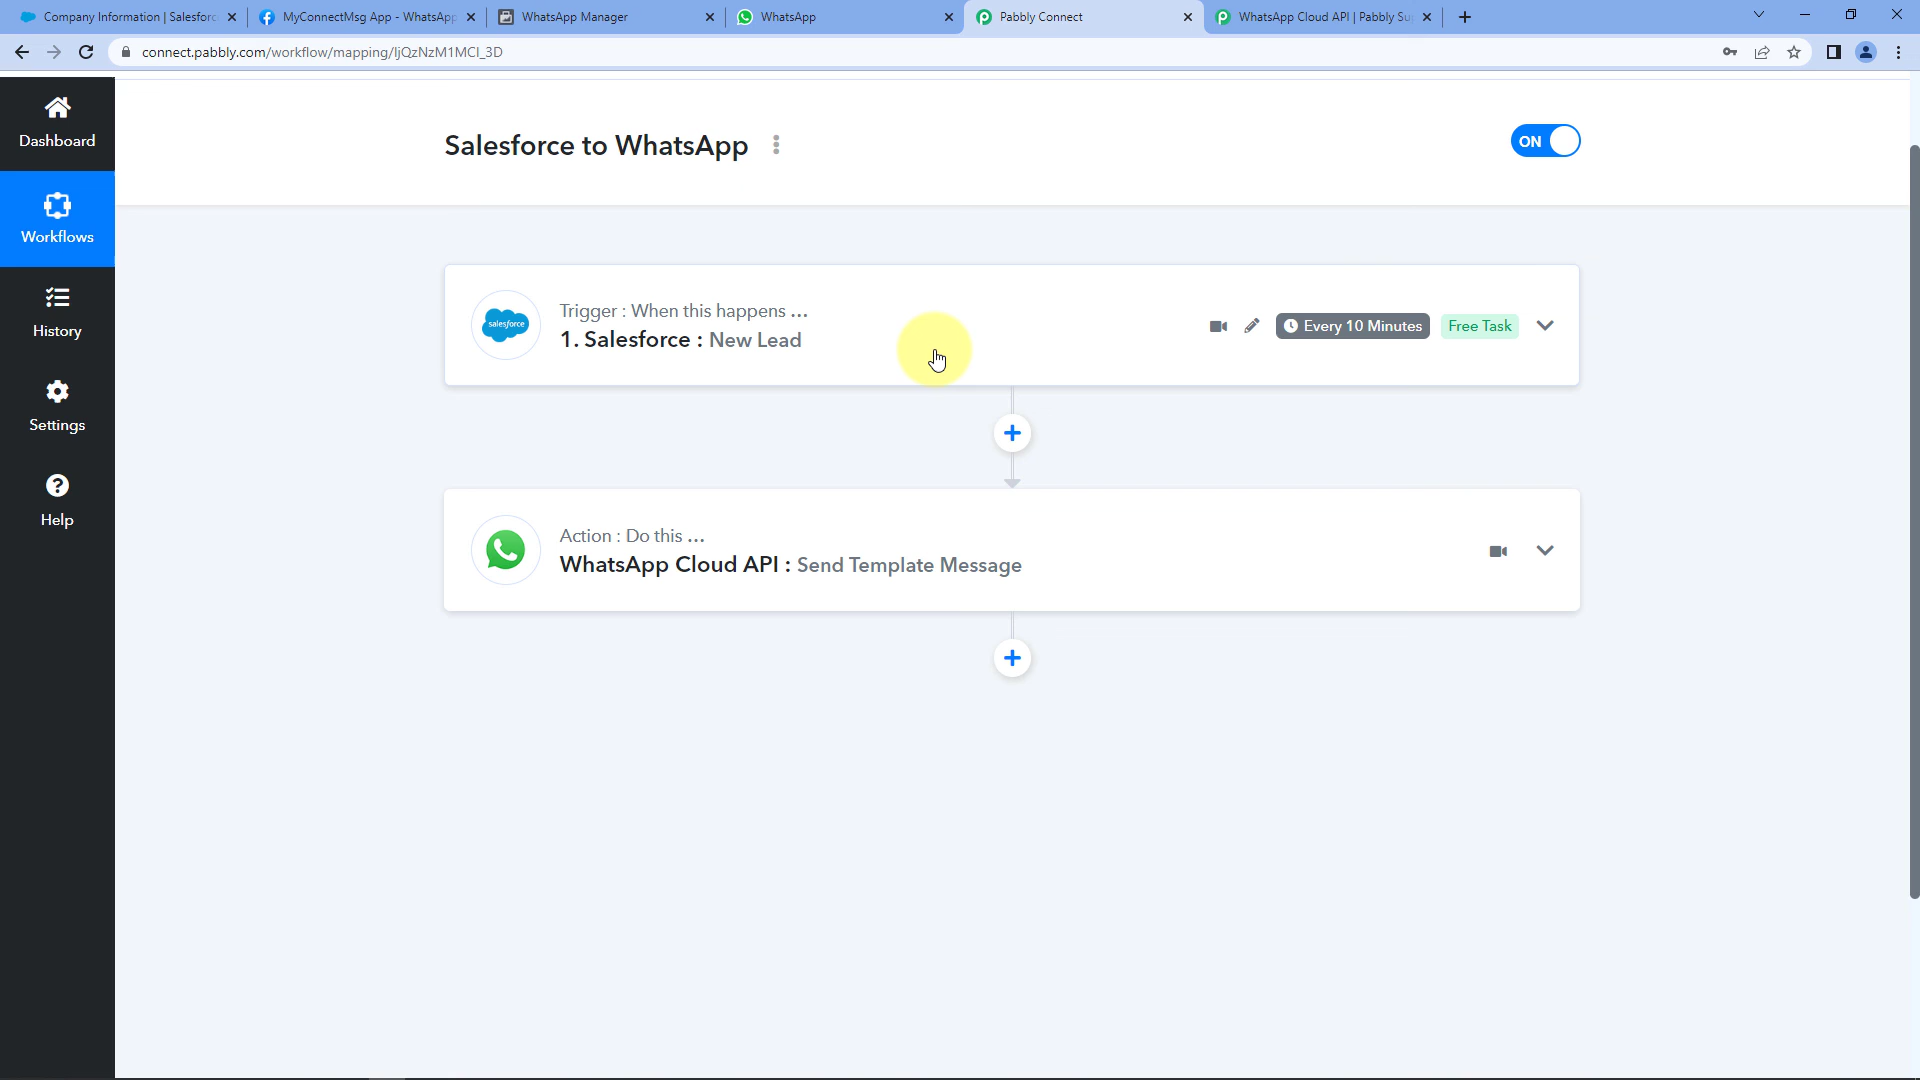 Company Information | Salesforc
MyConnectMsg App - WhatsApp
WhatsApp Manager
WhatsApp
Pabbly Connect
WhatsApp Cloud API | Pabbly Su
connect.pabbly.com/workflow/mapping/IjQzNzM1MCI_3D
Dashboard
Workflows
History
Settings
Help
Salesforce to WhatsApp
ON
salesforce
Trigger : When this happens ...
1. Salesforce : New Lead
Every 10 Minutes
Free Task
Action : Do this ...
WhatsApp Cloud API : Send Template Message